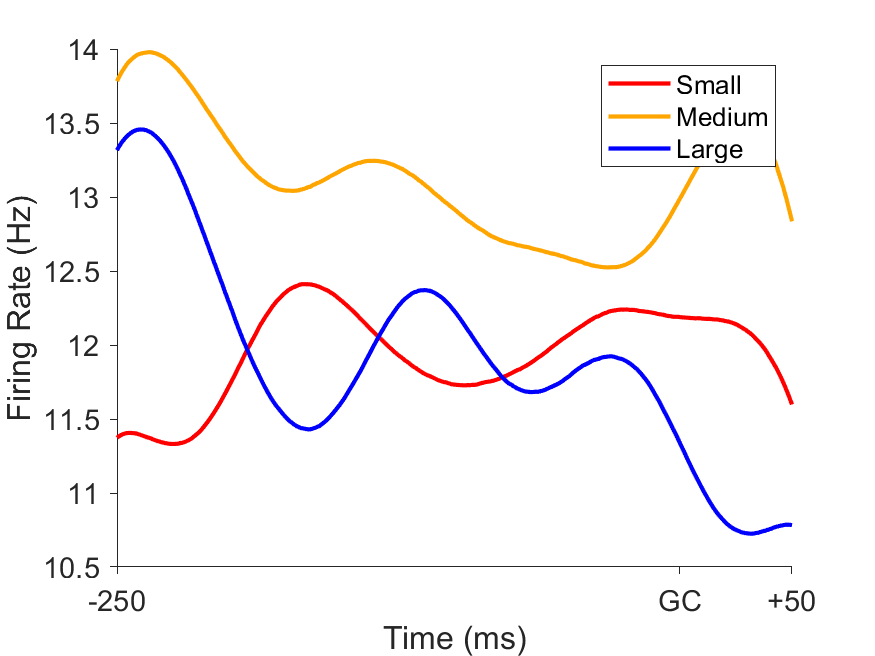 14
13.5
13
12.5
12
11.5
11
10.5
Firing Rate (Hz)
Small
Medium
Large
-250
GC
+50
Time (ms)